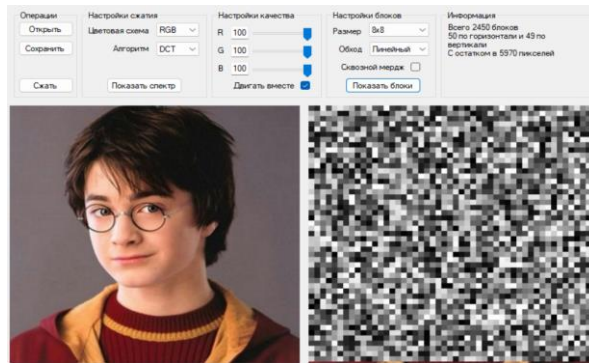 Операции
Открыть
Сохранить
Сжать
Настройки сжатия
Цветовая схема RGB
Алгоритм DCT
Показать спектр
Настройки качества
R 100
G 100
B 100
Двигать вместе
Настройки блоков
Размер 8x8
Обход Линейный
Сквозной мердж
Показать блоки
Информация
Всего 2450 блоков
50 по горизонтали и 49 по
вертикали
С остатком в 5970 пикселей